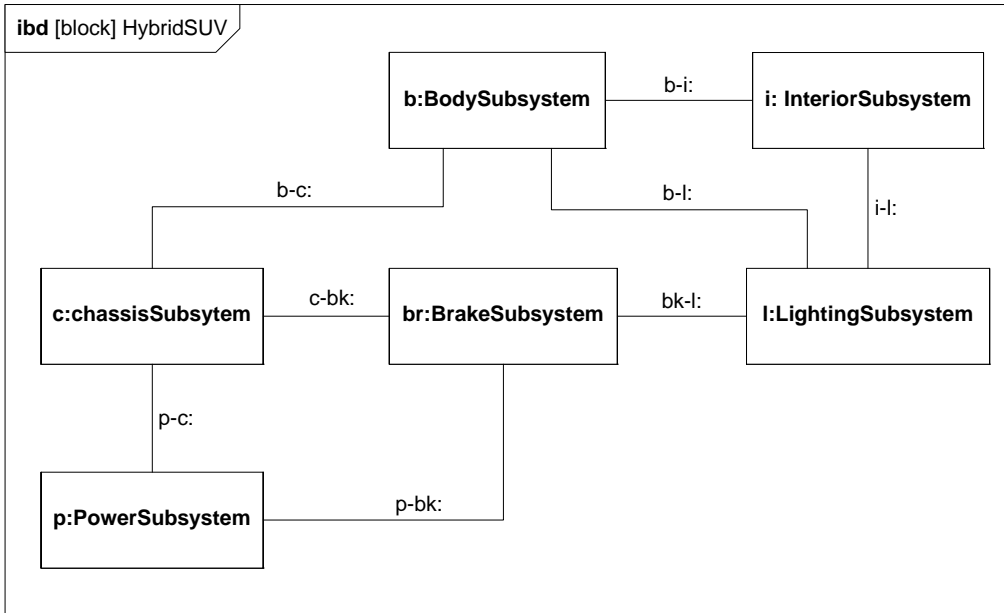 ibd [block] HybridSUV
b:BodySubsystem
b-i:
i: InteriorSubsystem
b-c:
b-l:
i-l:
c:chassisSubsytem
c-bk:
br:BrakeSubsystem
bk-l:
l:LightingSubsystem
p-c:
p:PowerSubsystem
p-bk: